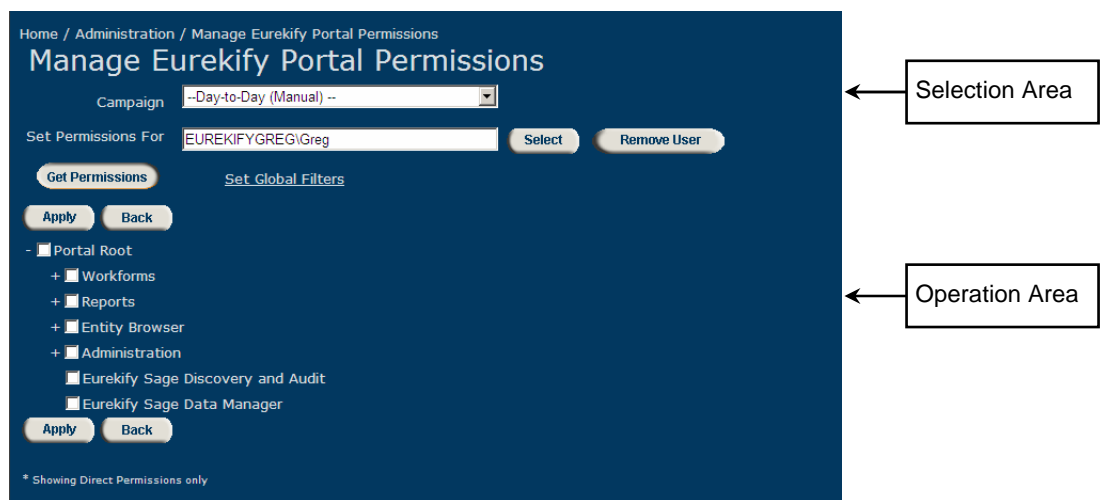 Home / Administration / Manage Eurekify Portal Permissions
Manage Eurekify Portal Permissions
Campaign --Day-to-Day (Manual) --
Selection Area
Set Permissions For EUREKIFYGREG\Greg Select Remove User
Get Permissions Set Global Filters
Apply Back
- Portal Root
+ Workforms
+ Reports
Operation Area
+ Entity Browser
+ Administration
Eurekify Sage Discovery and Audit
Eurekify Sage Data Manager
Apply Back
* Showing Direct Permissions only